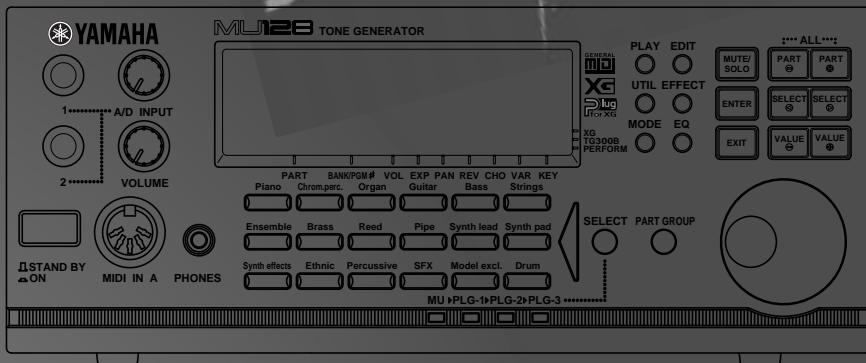 YAMAHA
MU128 TONE GENERATOR
1
A/D INPUT
2
VOLUME
STAND BY
ON
MIDI IN A
PHONES
PART BANK/PGM# VOL EXP PAN REV CHO VAR KEY
Piano Chrom.perc. Organ Guitar Bass Strings
Ensemble Brass Reed Pipe Synth lead Synth pad
Synth effects Ethnic Percussive SFX Model excl. Drum
MU ▶PLG-1▶PLG-2▶PLG-3
GENERAL
MIDI
XG
Plug
for XG
XG
TG300B
PERFORM
PLAY EDIT
UTIL EFFECT
MODE EQ
SELECT PART GROUP
ALL
MUTE/
SOLO
PART ⊖ PART ⊕
ENTER
SELECT SELECT
EXIT
VALUE ⊖ VALUE ⊕